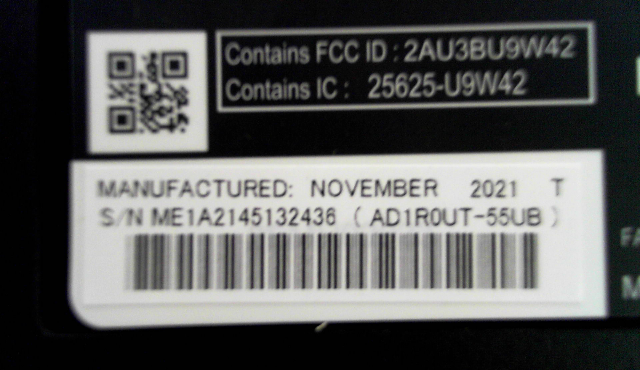 Contains FCC ID : 2AU3BU9W42
Contains IC : 25625-U9W42
MANUFACTURED: NOVEMBER 2021 T
S/N ME1A2145132436 ( AD1R0UT-55UB )